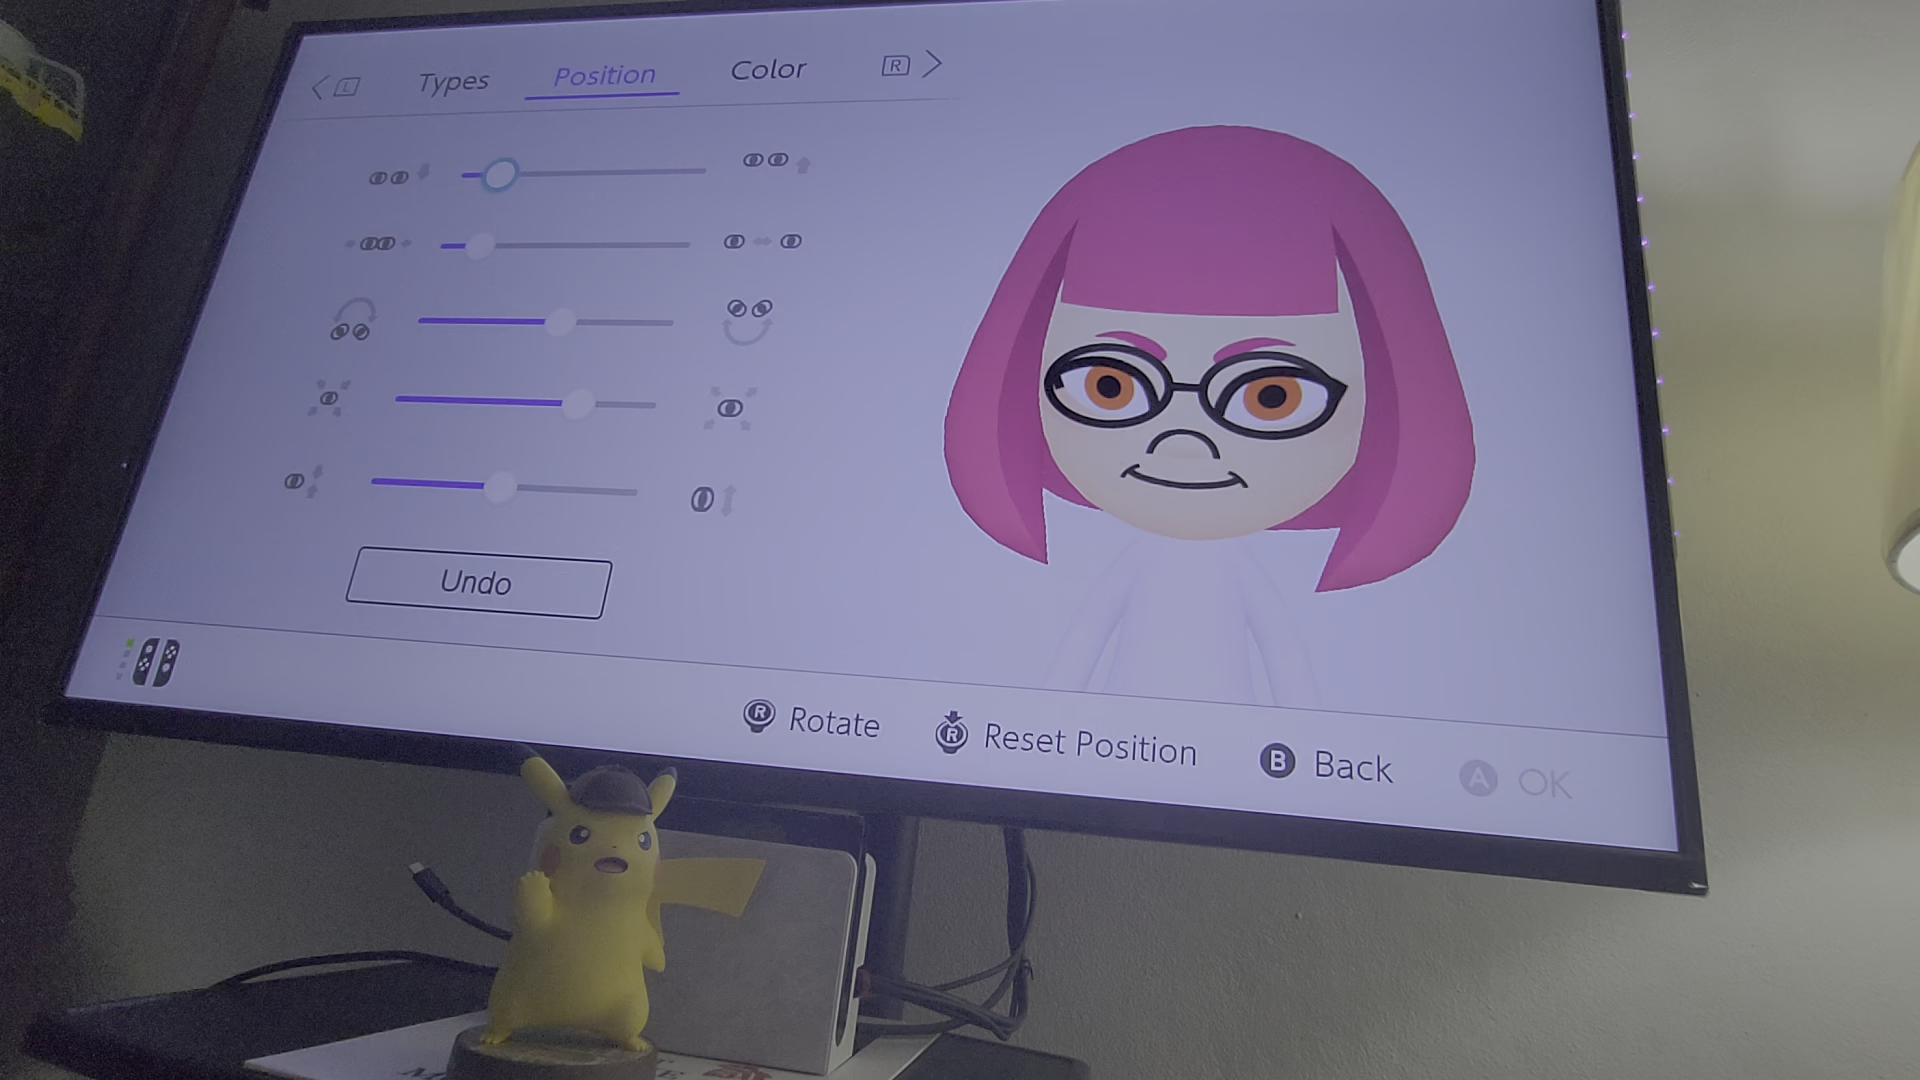 L Types Position Color R
Undo
R Rotate R Reset Position B Back A OK